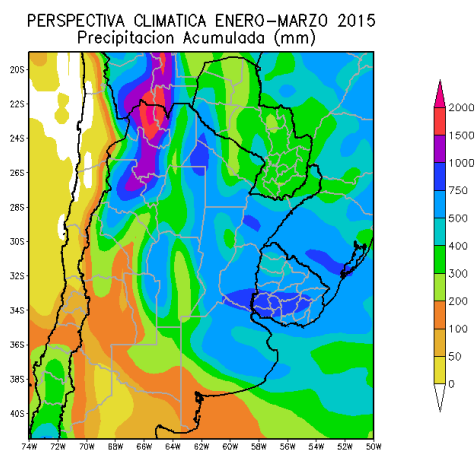 PERSPECTIVA CLIMATICA ENERO-MARZO 2015
Precipitacion Acumulada (mm)
20S
22S
24S
26S
28S
30S
32S
34S
36S
38S
40S
74W 72W 70W 68W 66W 64W 62W 60W 58W 56W 54W 52W 50W
2000
1500
1000
750
500
400
300
200
100
50
0